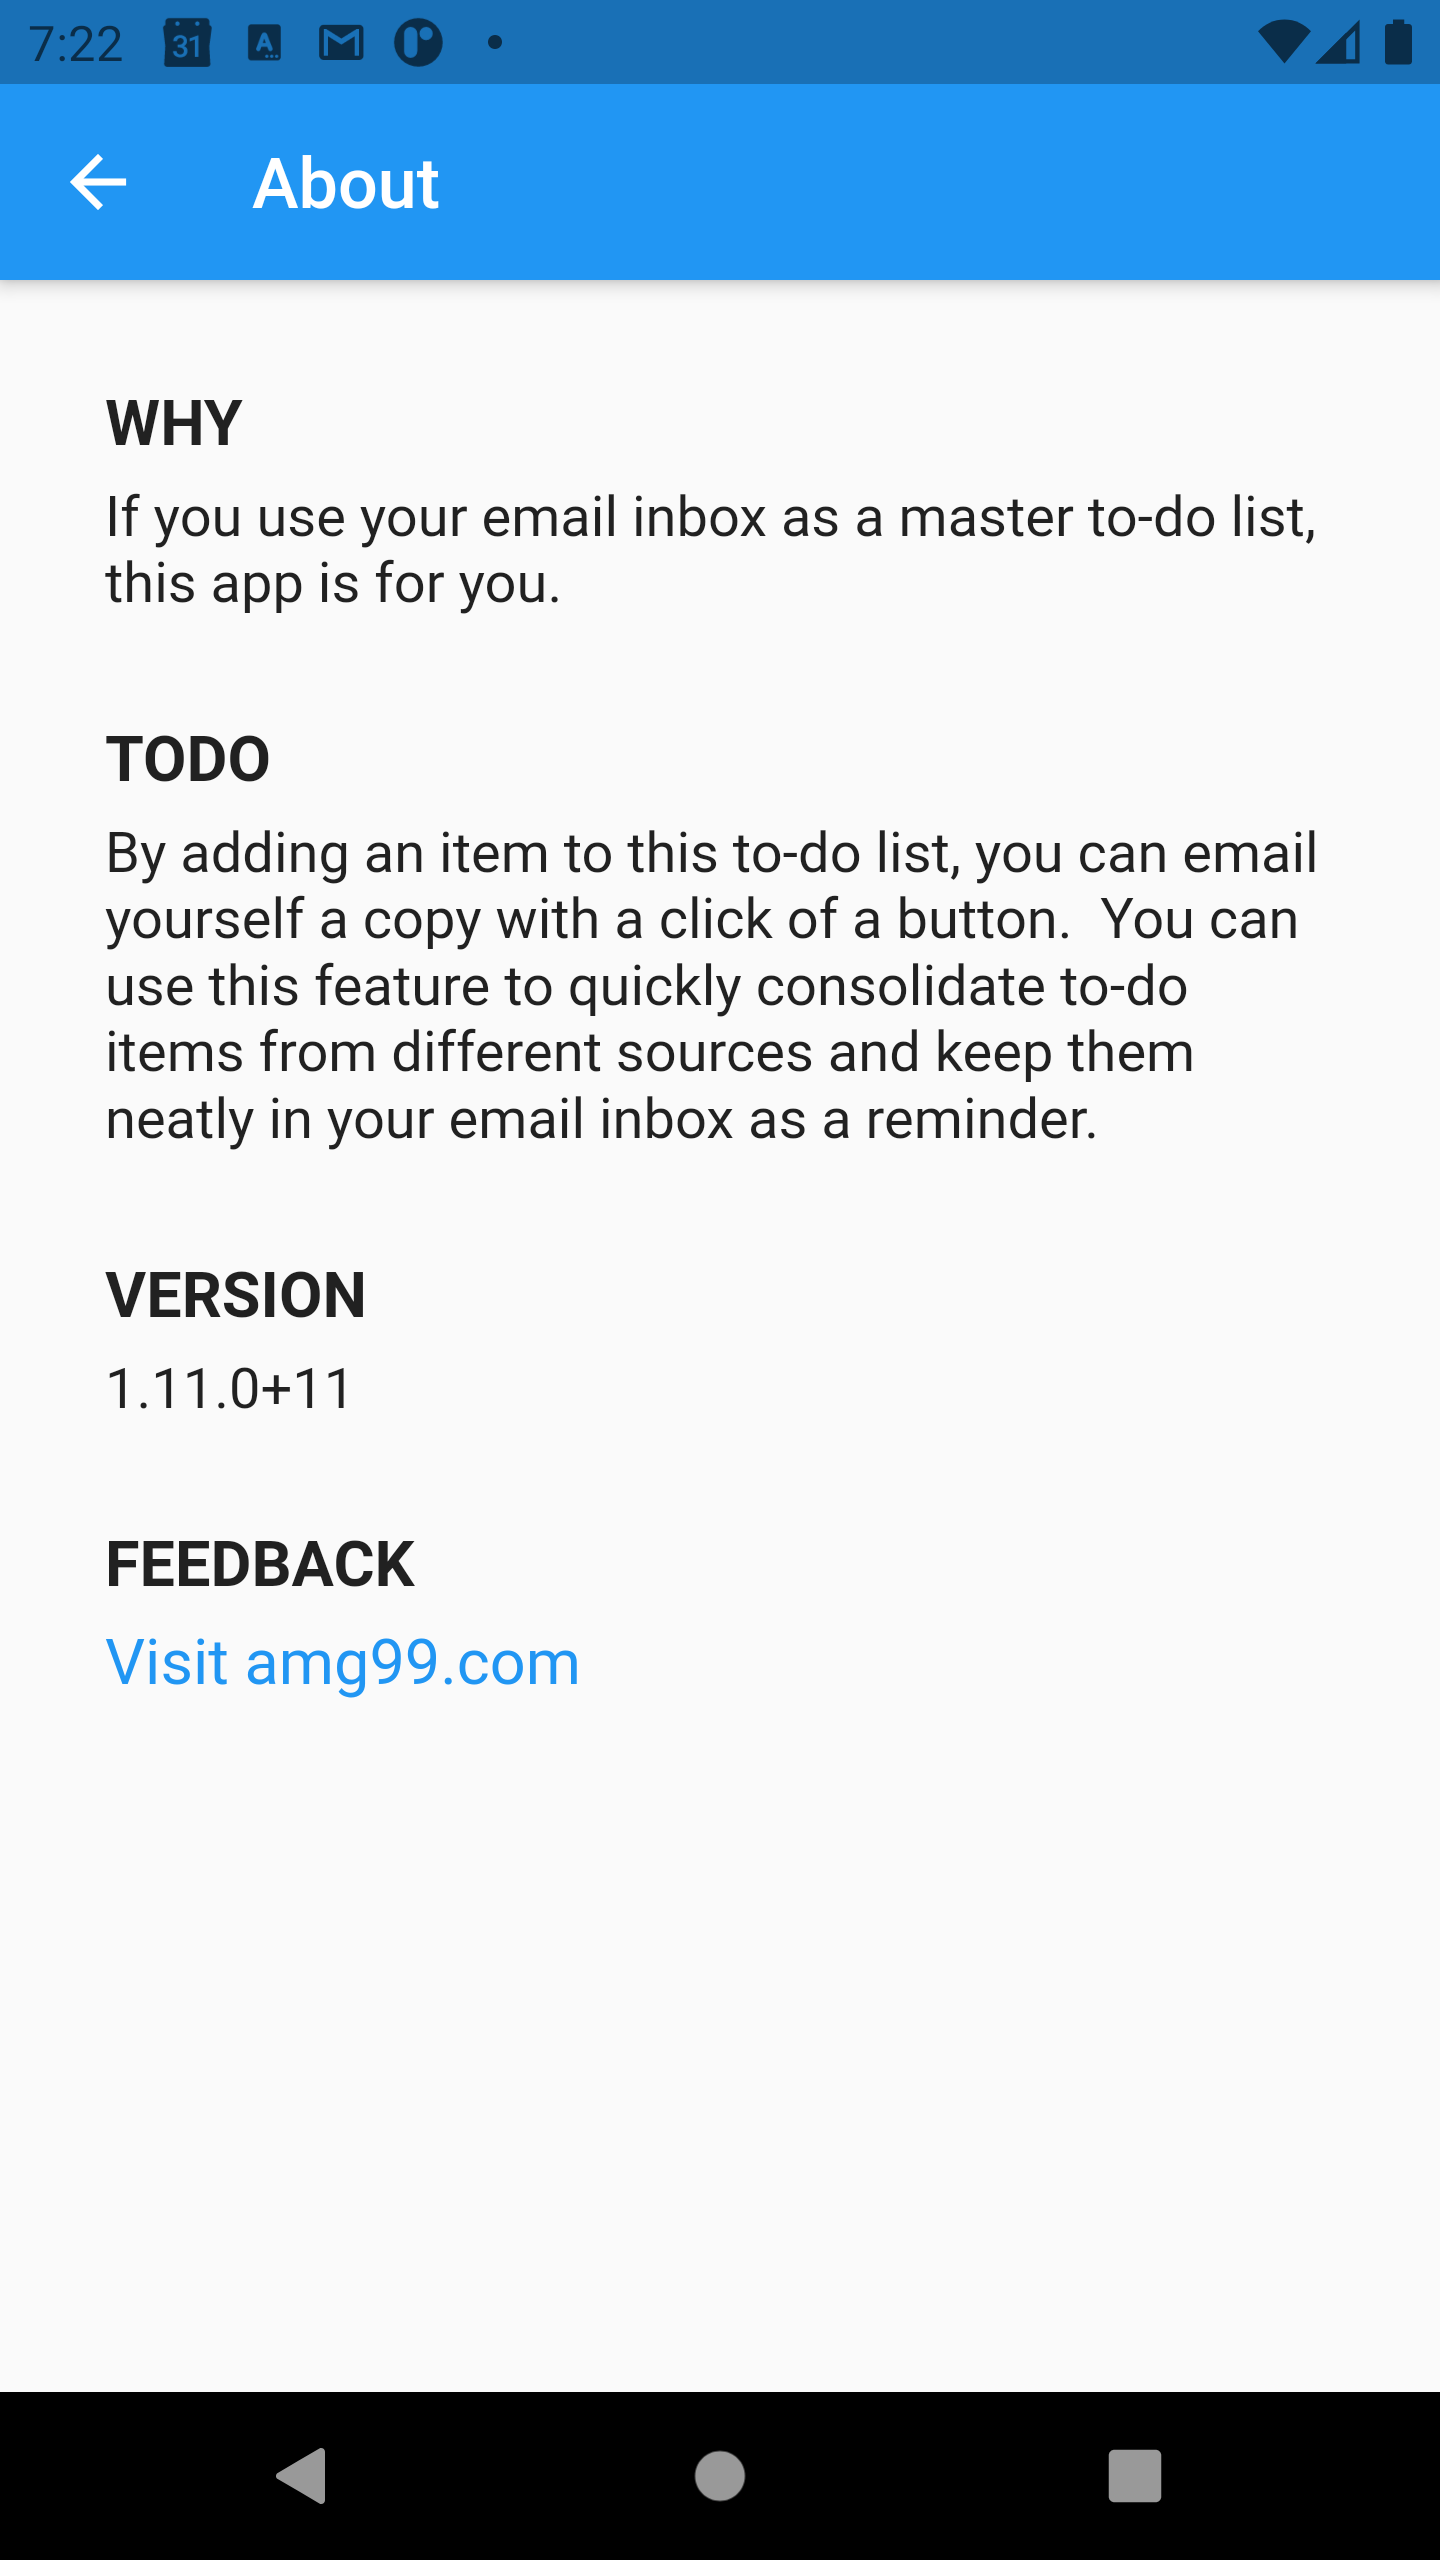 7:22
31
A
About
WHY
If you use your email inbox as a master to-do list,
this app is for you.
TODO
By adding an item to this to-do list, you can email
yourself a copy with a click of a button.  You can
use this feature to quickly consolidate to-do
items from different sources and keep them
neatly in your email inbox as a reminder.
VERSION
1.11.0+11
FEEDBACK
Visit amg99.com